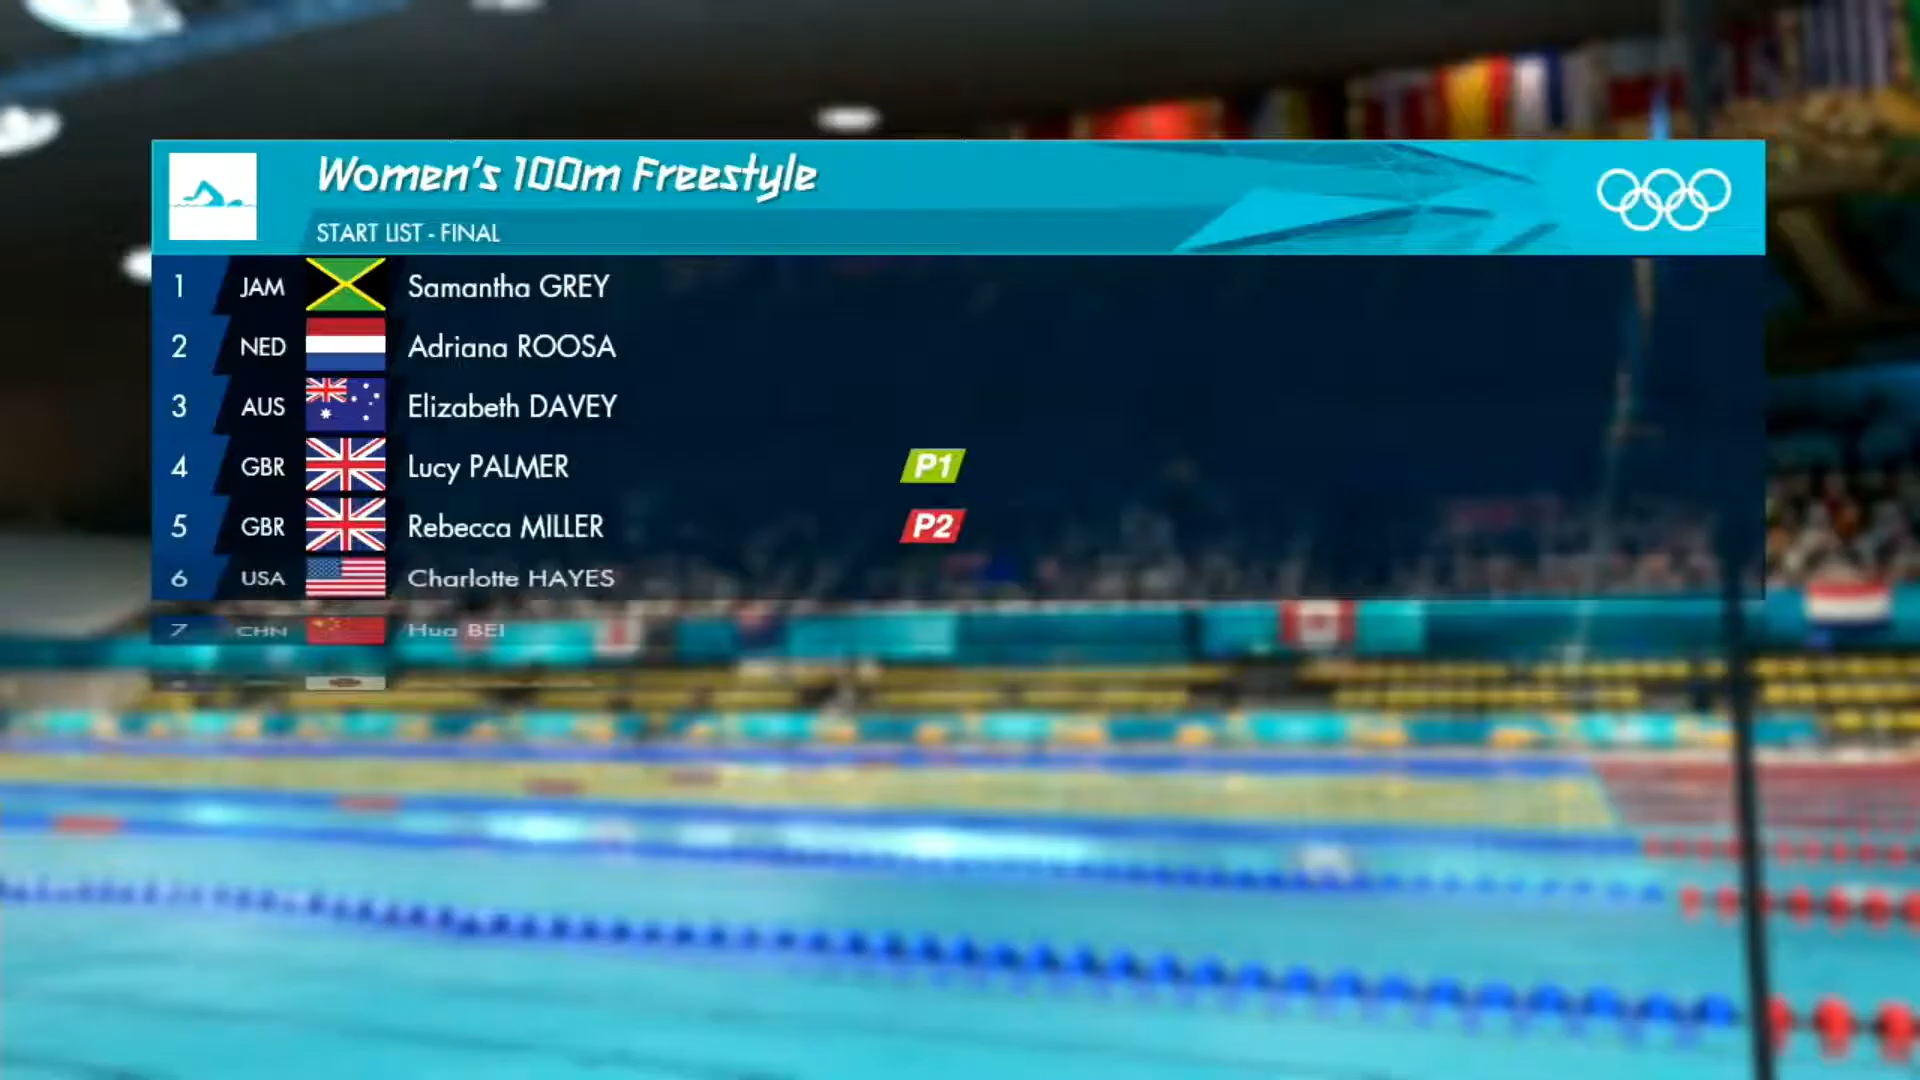 Women's 100m Freestyle
START LIST - FINAL
1 JAM Samantha GREY
2 NED Adriana ROOSA
3 AUS Elizabeth DAVEY
4 GBR Lucy PALMER P1
5 GBR Rebecca MILLER P2
6 USA Charlotte HAYES
7 CHN Hua BEI